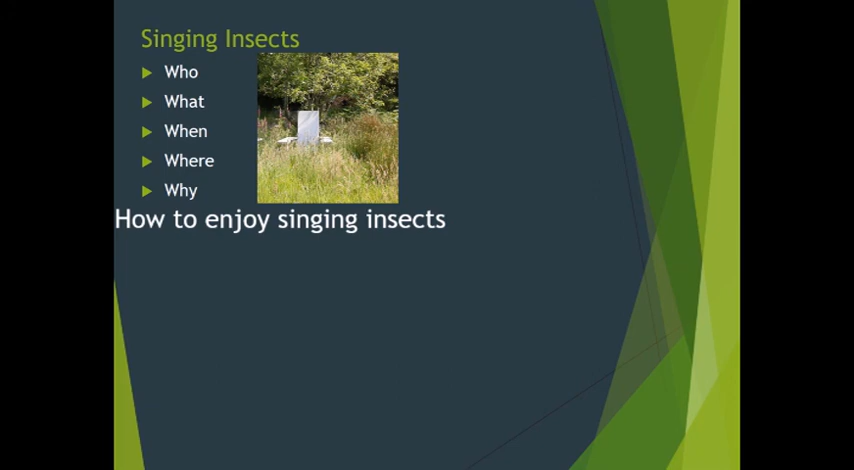 Singing Insects
Who
What
When
Where
Why
How to enjoy singing insects